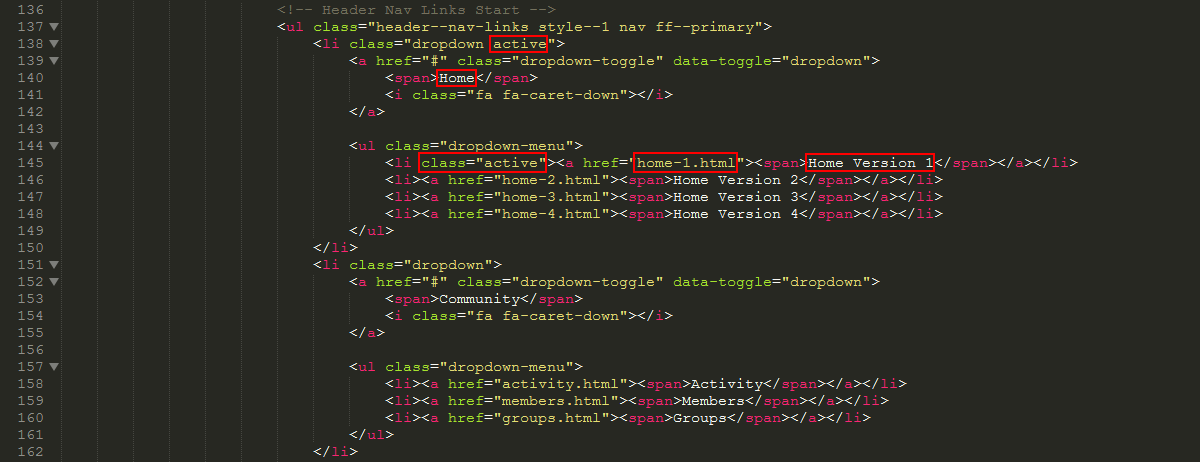 136 <!-- Header Nav Links Start -->
137 <ul class="header--nav-links style--1 nav ff--primary">
138 <li class="dropdown active">
139 <a href="#" class="dropdown-toggle" data-toggle="dropdown">
140 <span>Home</span>
141 <i class="fa fa-caret-down"></i>
142 </a>
143
144 <ul class="dropdown-menu">
145 <li class="active"><a href="home-1.html"><span>Home Version 1</span></a></li>
146 <li><a href="home-2.html"><span>Home Version 2</span></a></li>
147 <li><a href="home-3.html"><span>Home Version 3</span></a></li>
148 <li><a href="home-4.html"><span>Home Version 4</span></a></li>
149 </ul>
150 </li>
151 <li class="dropdown">
152 <a href="#" class="dropdown-toggle" data-toggle="dropdown">
153 <span>Community</span>
154 <i class="fa fa-caret-down"></i>
155 </a>
156
157 <ul class="dropdown-menu">
158 <li><a href="activity.html"><span>Activity</span></a></li>
159 <li><a href="members.html"><span>Members</span></a></li>
160 <li><a href="groups.html"><span>Groups</span></a></li>
161 </ul>
162 </li>